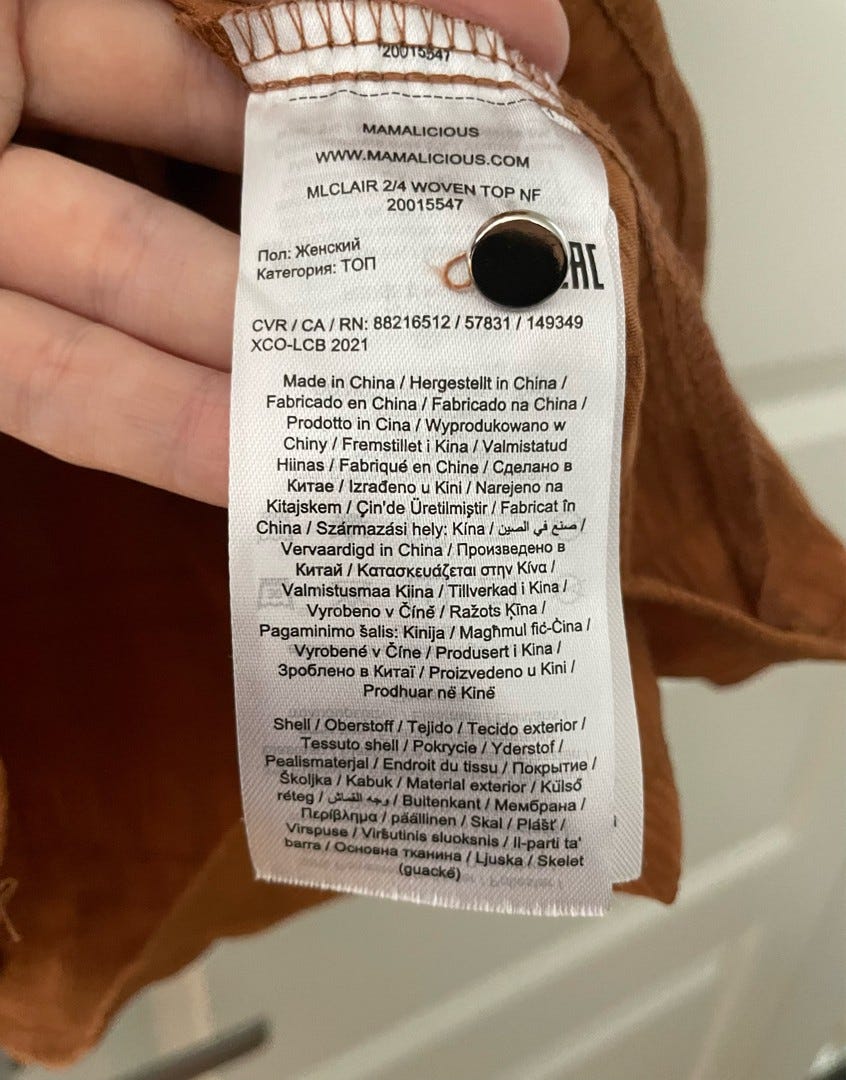 20015547
MAMALICIOUS
WWW.MAMALICIOUS.COM
MLCLAIR 2/4 WOVEN TOP NF
20015547
Пол: Женский
Категория: ТОП
CVR / CA / RN: 88216512 / 57831 / 149349
XCO-LCB 2021
Made in China / Hergestellt in China /
Fabricado en China / Fabricado na China /
Prodotto in Cina / Wyprodukowano w
Chiny / Fremstillet i Kina / Valmistatud
Hiinas / Fabriqué en Chine / Сделано в
Китае / Izrađeno u Kini / Narejeno na
Kitajskem / Çin'de Üretilmiştir / Fabricat în
China / Származási hely: Kína / صنع في الصين /
Vervaardigd in China / Произведено в
Китай / Κατασκευάζεται στην Κίνα /
Valmistusmaa Kiina / Tillverkad i Kina /
Vyrobeno v Číně / Ražots Ķīna /
Pagaminimo šalis: Kinija / Magħmul fiċ-Ċina /
Vyrobené v Číne / Produsert i Kina /
Зроблено в Китаї / Proizvedeno u Kini /
Prodhuar në Kinë
Shell / Oberstoff / Tejido / Tecido exterior /
Tessuto shell / Pokrycie / Yderstof /
Pealismaterjal / Endroit du tissu / Покрытие /
Školjka / Kabuk / Material exterior / Külső
réteg / وجه القماش / Buitenkant / Мембрана /
Περίβλημα / päällinen / Skal / Plášť /
Virspuse / Viršutinis sluoksnis / Il-parti ta'
barra / Основна тканина / Ljuska / Skelet
(guackë)